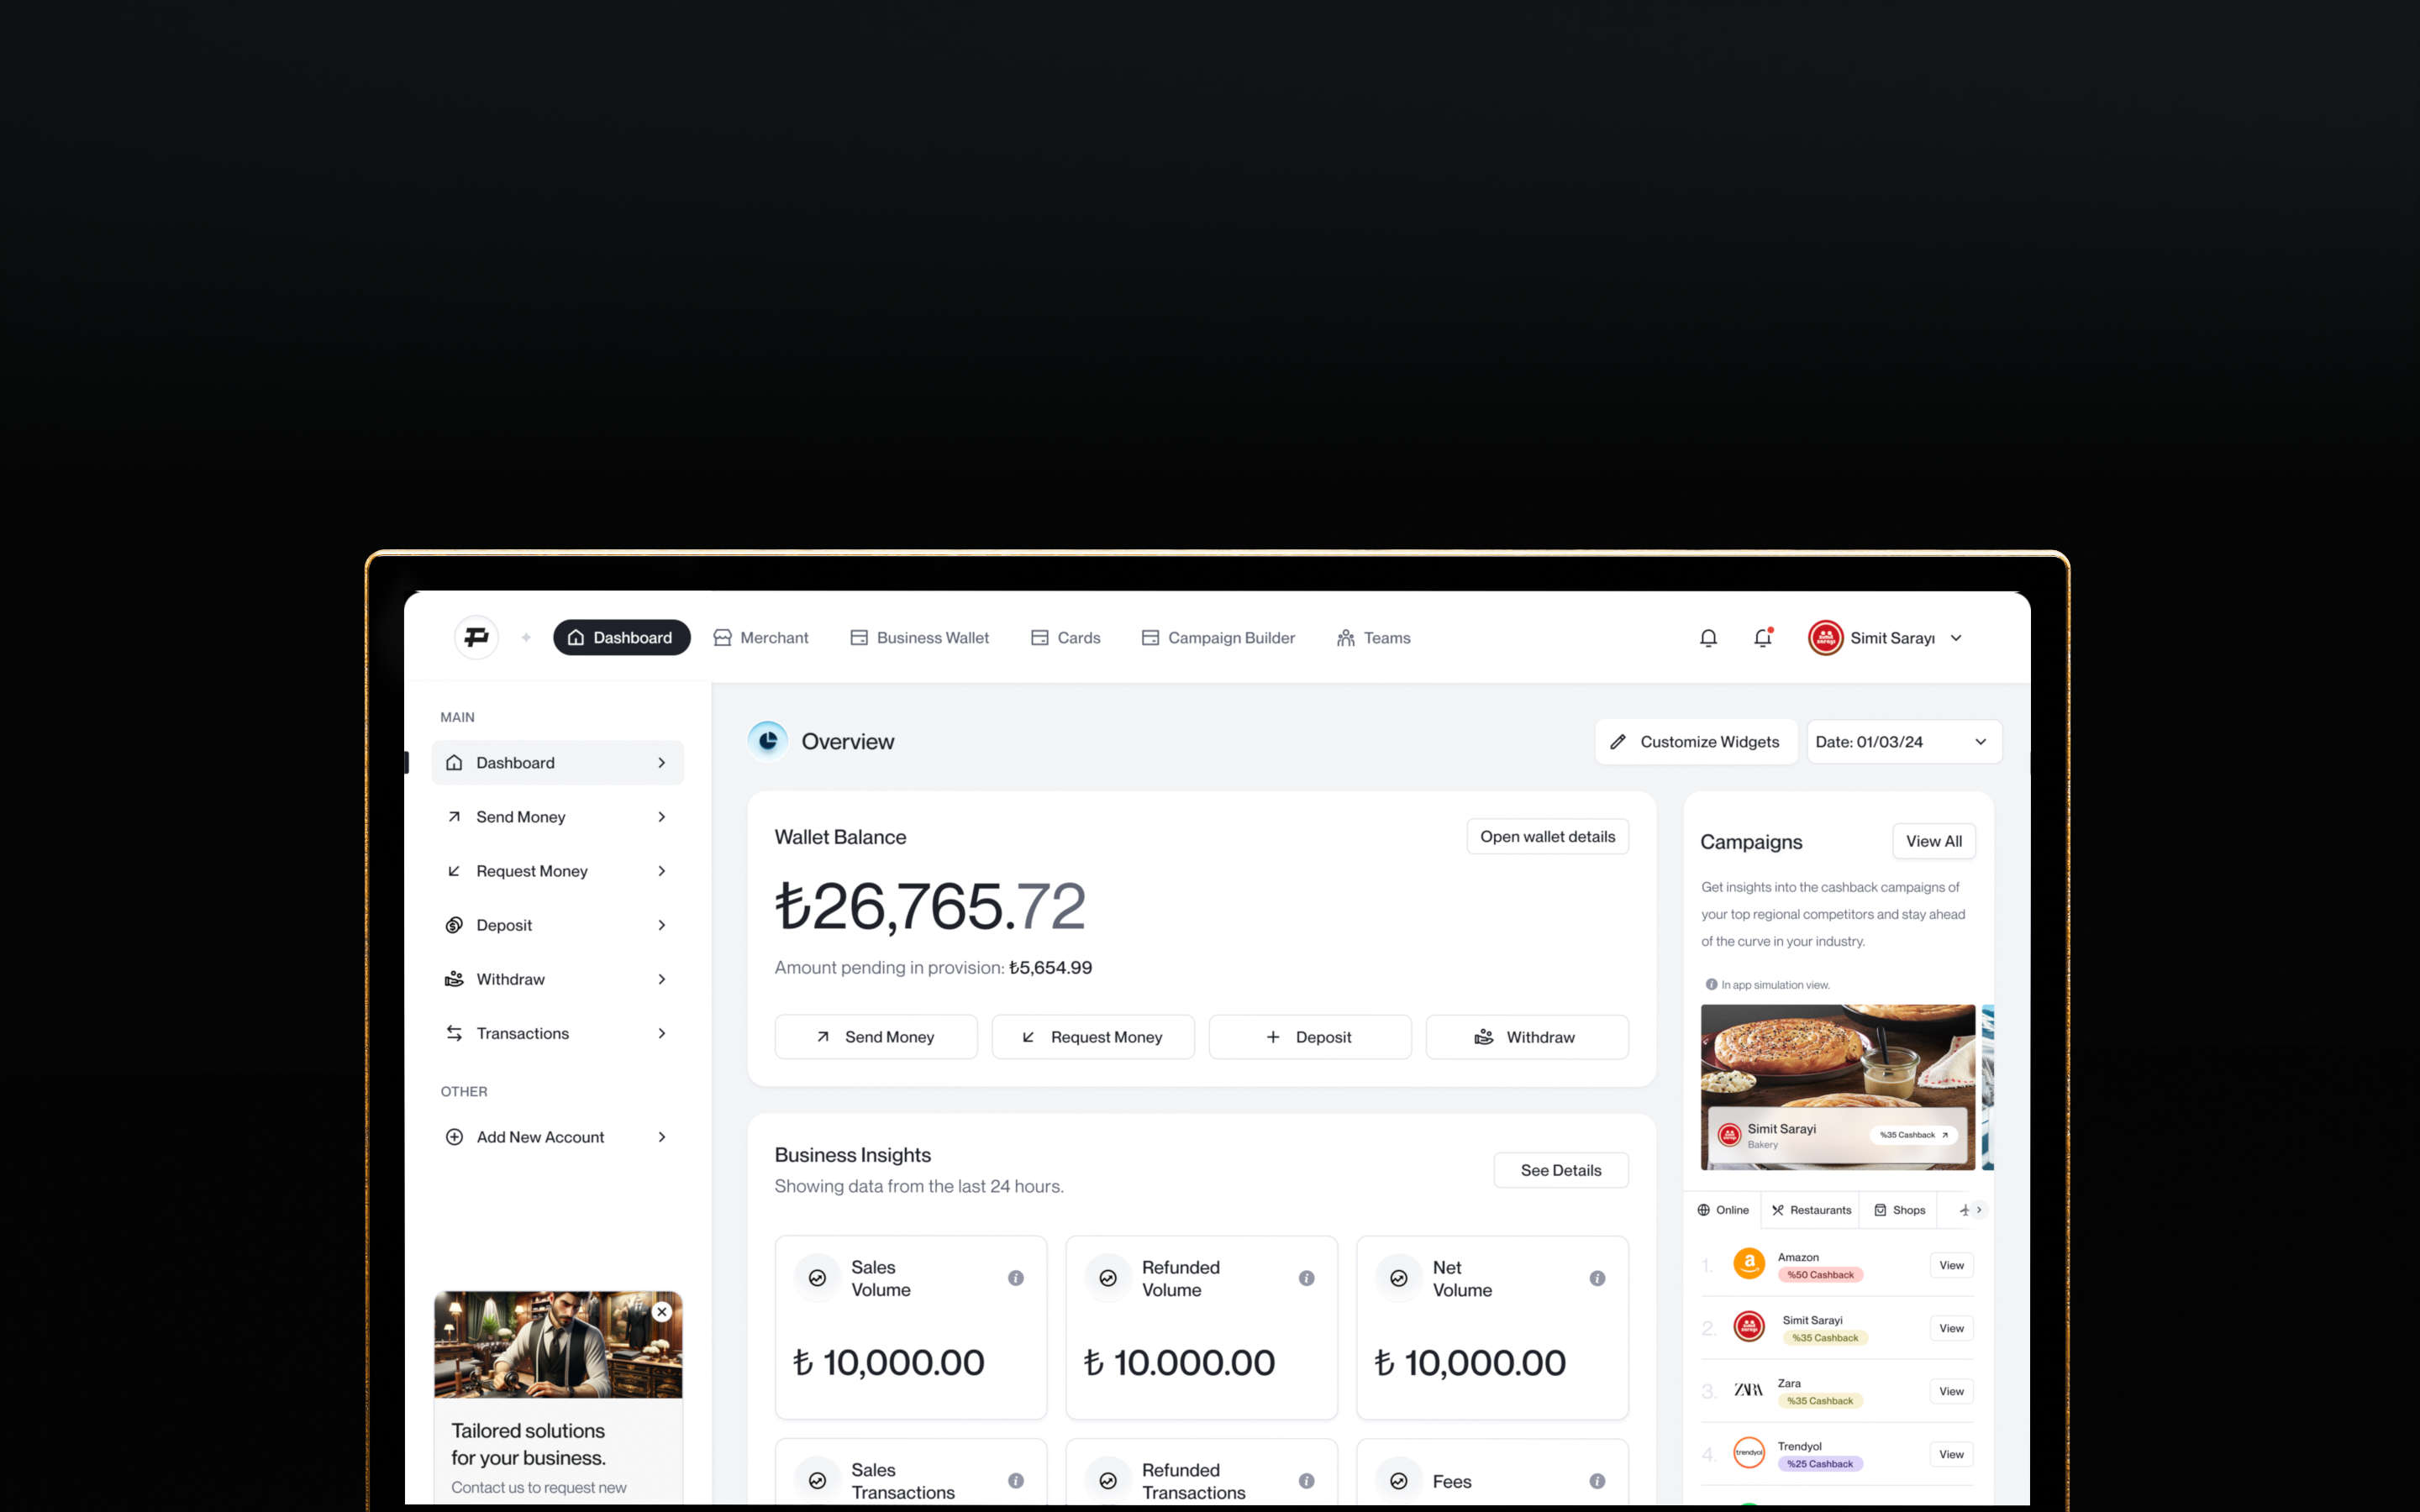 Dashboard
Merchant
Business Wallet
Cards
Campaign Builder
Teams
Simit Sarayı
MAIN
Dashboard
Send Money
Request Money
Deposit
Withdraw
Transactions
OTHER
Add New Account
Tailored solutions
for your business.
Contact us to request new
Overview
Customize Widgets
Date: 01/03/24
Wallet Balance
Open wallet details
₺26,765.72
Amount pending in provision: ₺5,654.99
Send Money
Request Money
Deposit
Withdraw
Business Insights
Showing data from the last 24 hours.
See Details
Sales
Volume
₺ 10,000.00
Refunded
Volume
₺ 10.000.00
Net
Volume
₺ 10,000.00
Sales
Transactions
Refunded
Transactions
Fees
Campaigns
View All
Get insights into the cashback campaigns of
your top regional competitors and stay ahead
of the curve in your industry.
In app simulation view.
Simit Sarayi
Bakery
%35 Cashback
Online
Restaurants
Shops
1.
Amazon
%50 Cashback
View
2.
Simit Sarayi
%35 Cashback
View
3.
ZARA
Zara
%35 Cashback
View
4.
trendyol
Trendyol
%25 Cashback
View